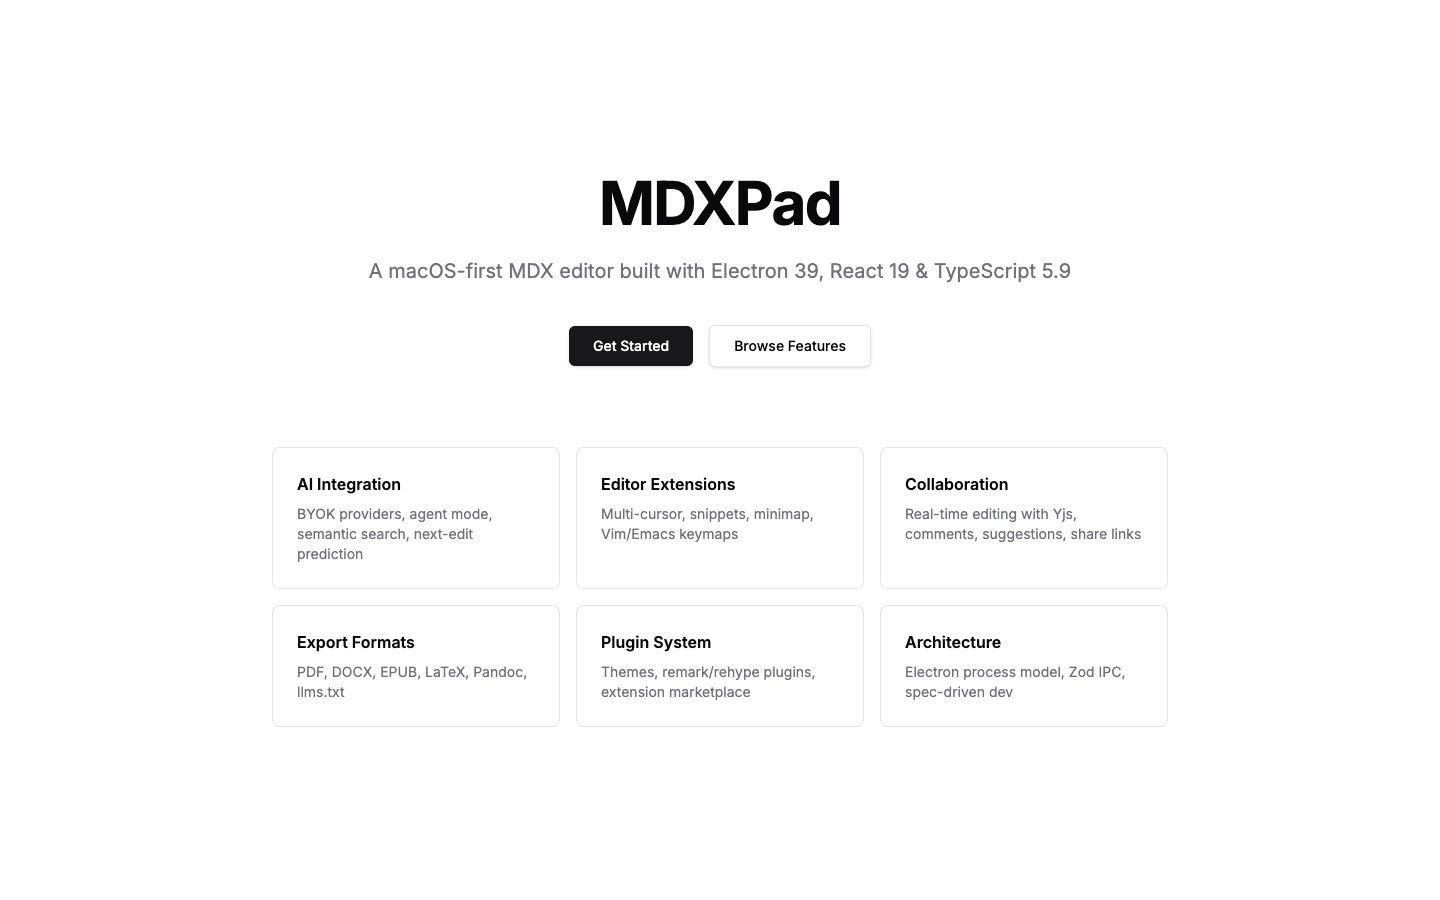 MDXPad
A macOS-first MDX editor built with Electron 39, React 19 & TypeScript 5.9
Get Started
Browse Features
AI Integration
BYOK providers, agent mode,
semantic search, next-edit
prediction
Editor Extensions
Multi-cursor, snippets, minimap,
Vim/Emacs keymaps
Collaboration
Real-time editing with Yjs,
comments, suggestions, share links
Export Formats
PDF, DOCX, EPUB, LaTeX, Pandoc,
llms.txt
Plugin System
Themes, remark/rehype plugins,
extension marketplace
Architecture
Electron process model, Zod IPC,
spec-driven dev